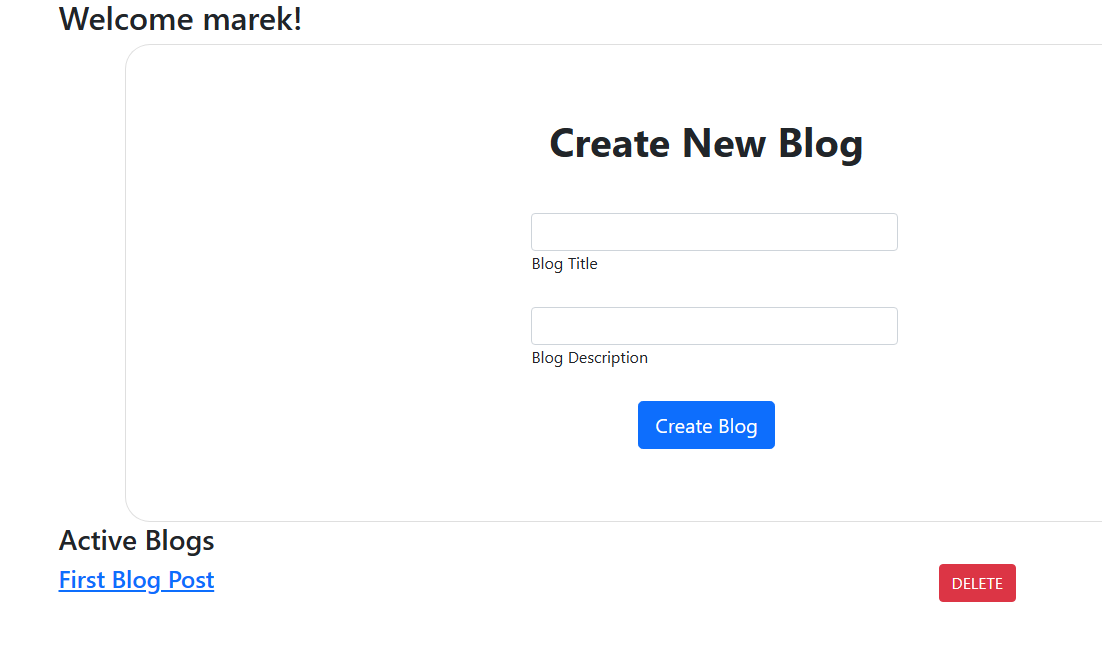 Welcome marek!
Create New Blog
Blog Title
Blog Description
Create Blog
Active Blogs
First Blog Post
DELETE